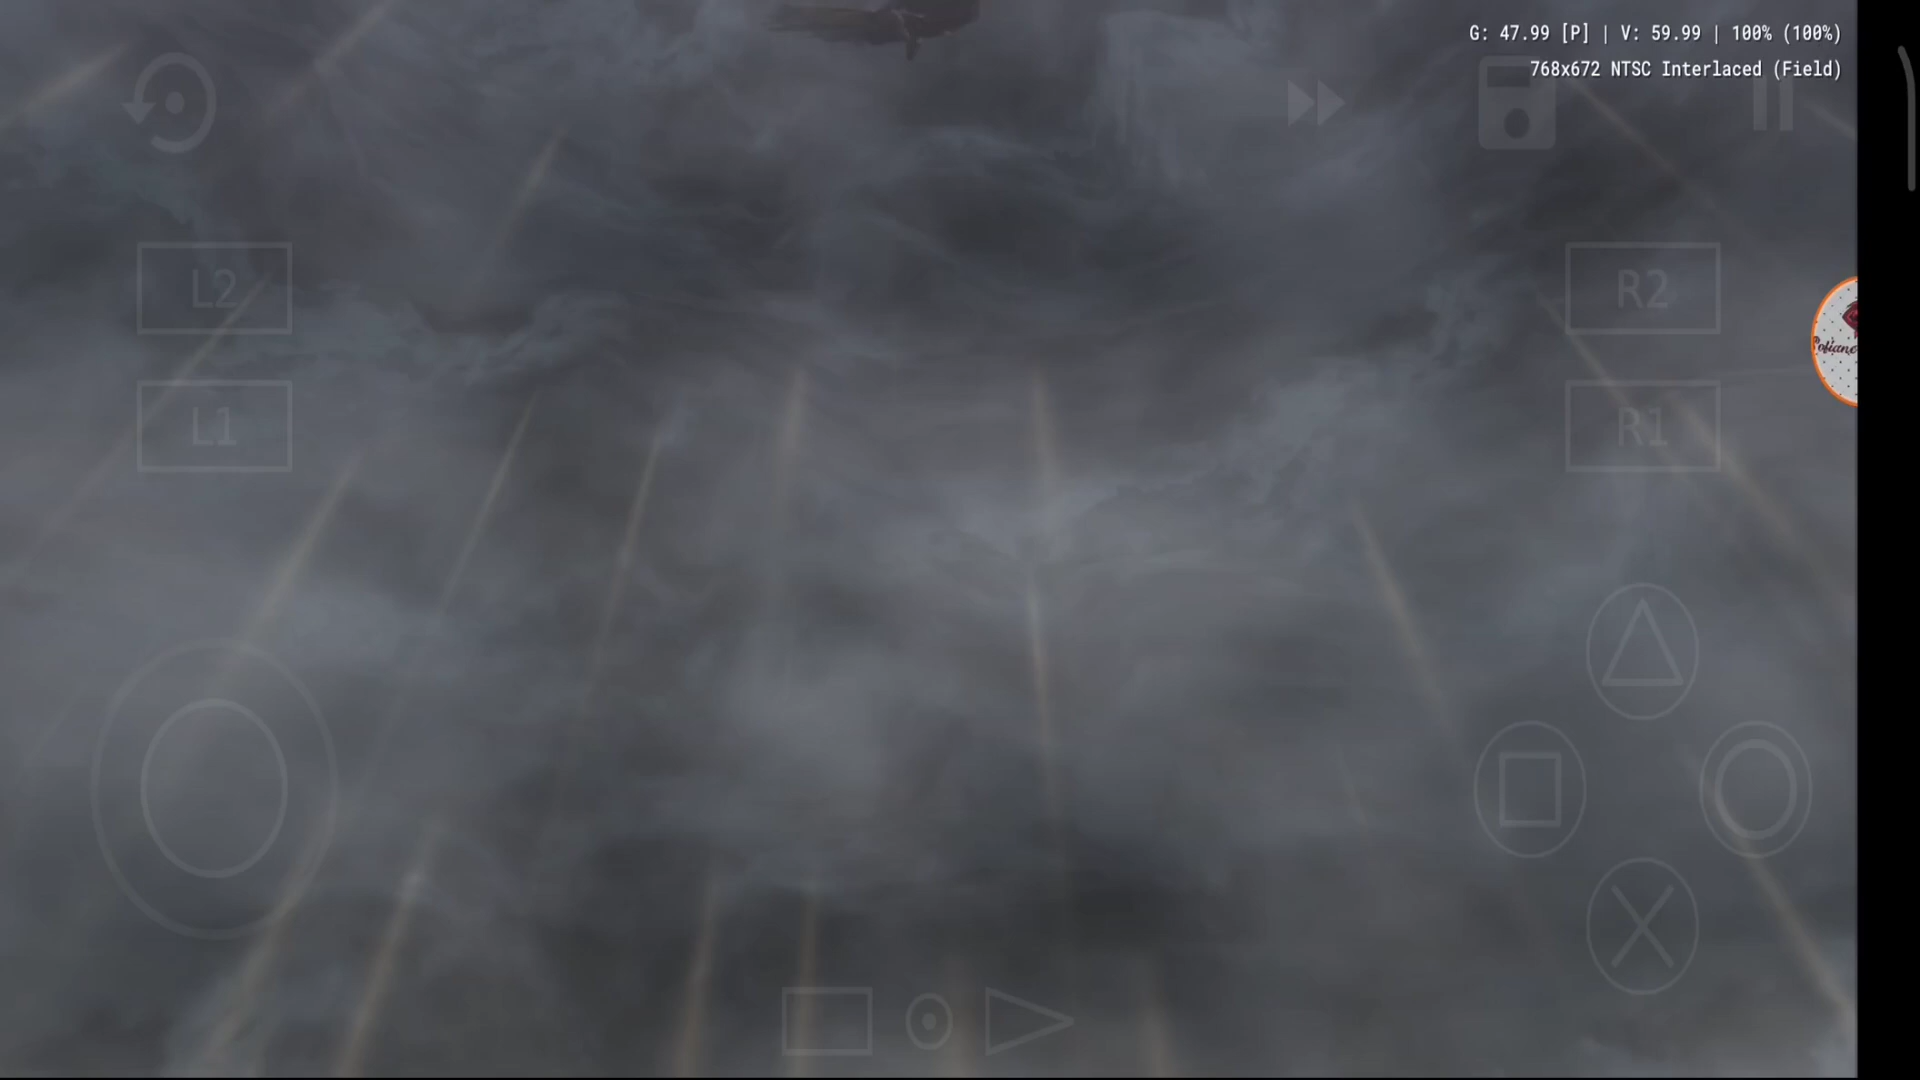 G: 47.99 [P] | V: 59.99 | 100% (100%)
768x672 NTSC Interlaced (Field)
L2
R2
L1
R1